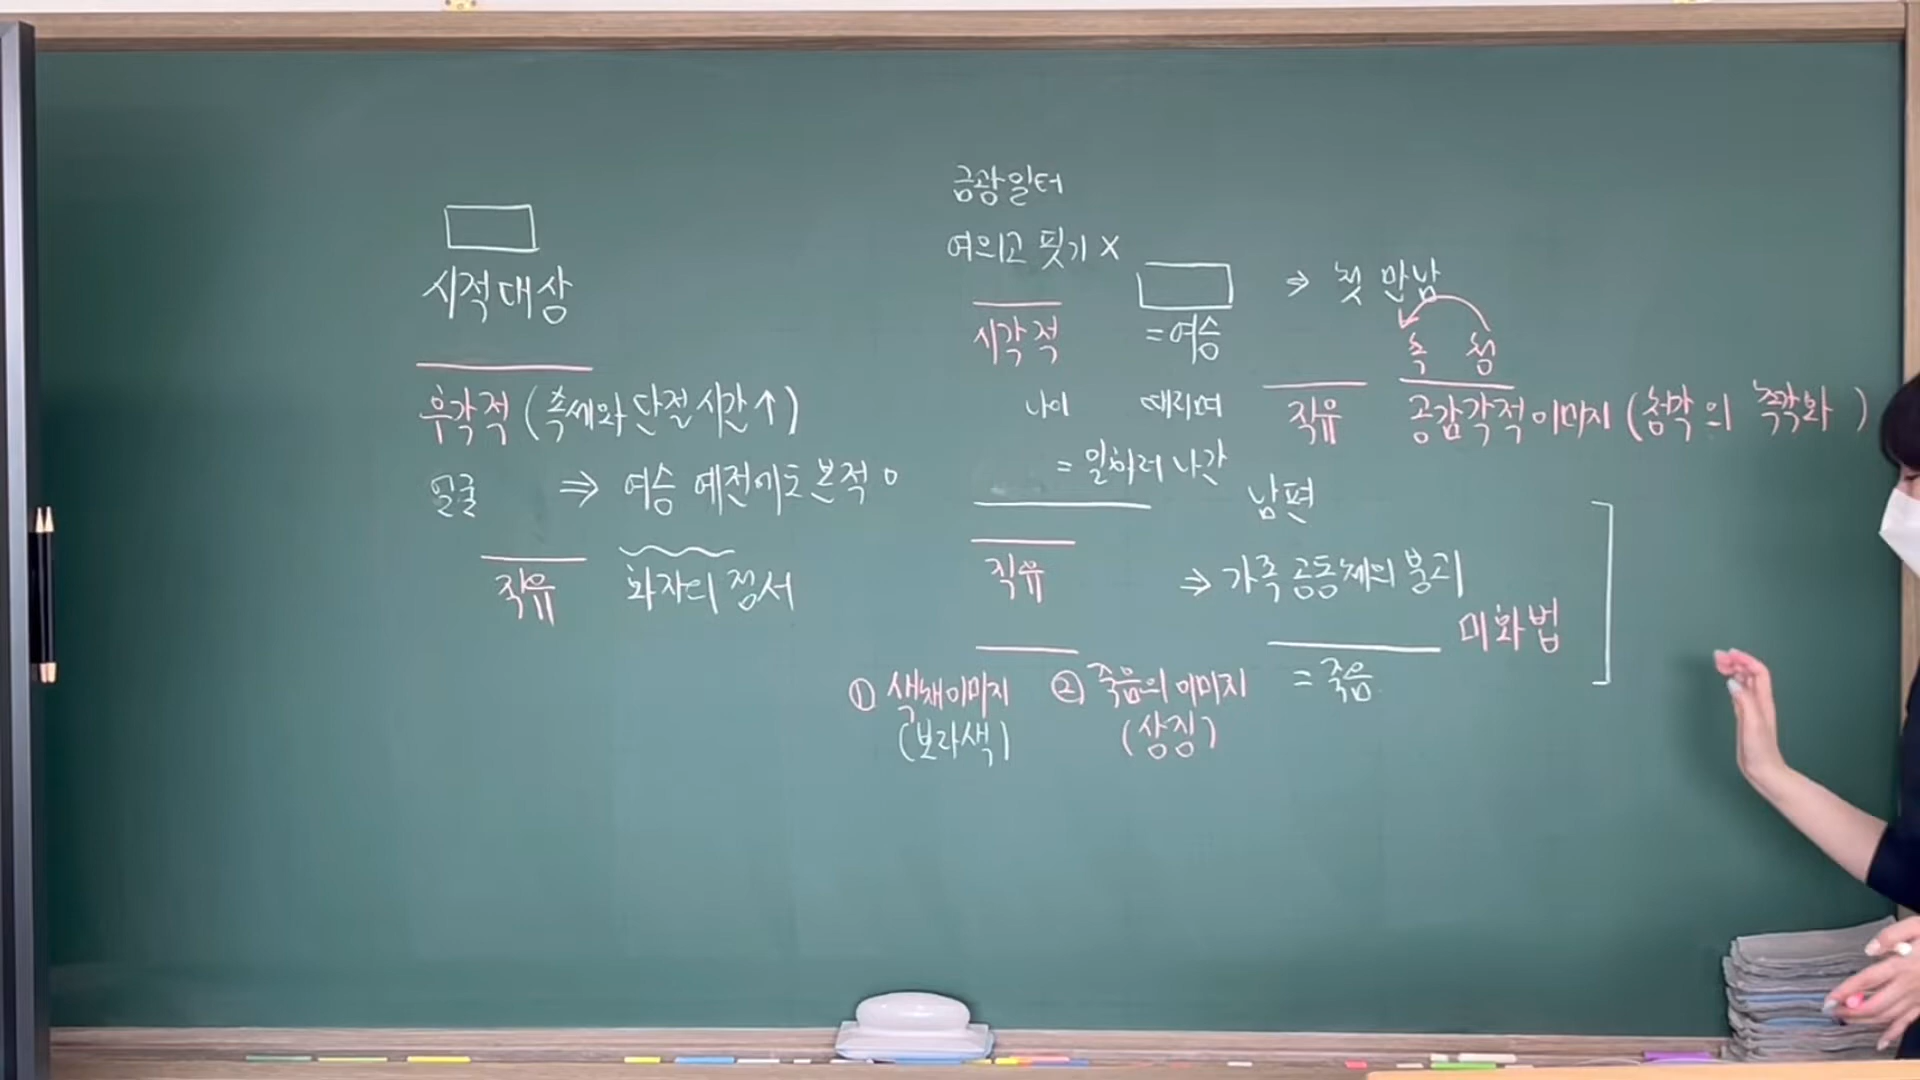 시적대상
후각적 (속세와 단절 시간↑)
얼굴 ⇒ 여승 예전에도 본적 o
직유 화자의 정서
금광일터
여의고 핏기 X
⇒ 첫 만남
시각적 =여승
촉 청
나이 때리며
직유 공감각적이미지 (청각의 촉각화)
= 일하러 나간
남편
직유 ⇒ 가족 공동체의 붕괴
미화법
① 색채이미지 ② 죽음의 이미지 = 죽음
(보라색) (상징)